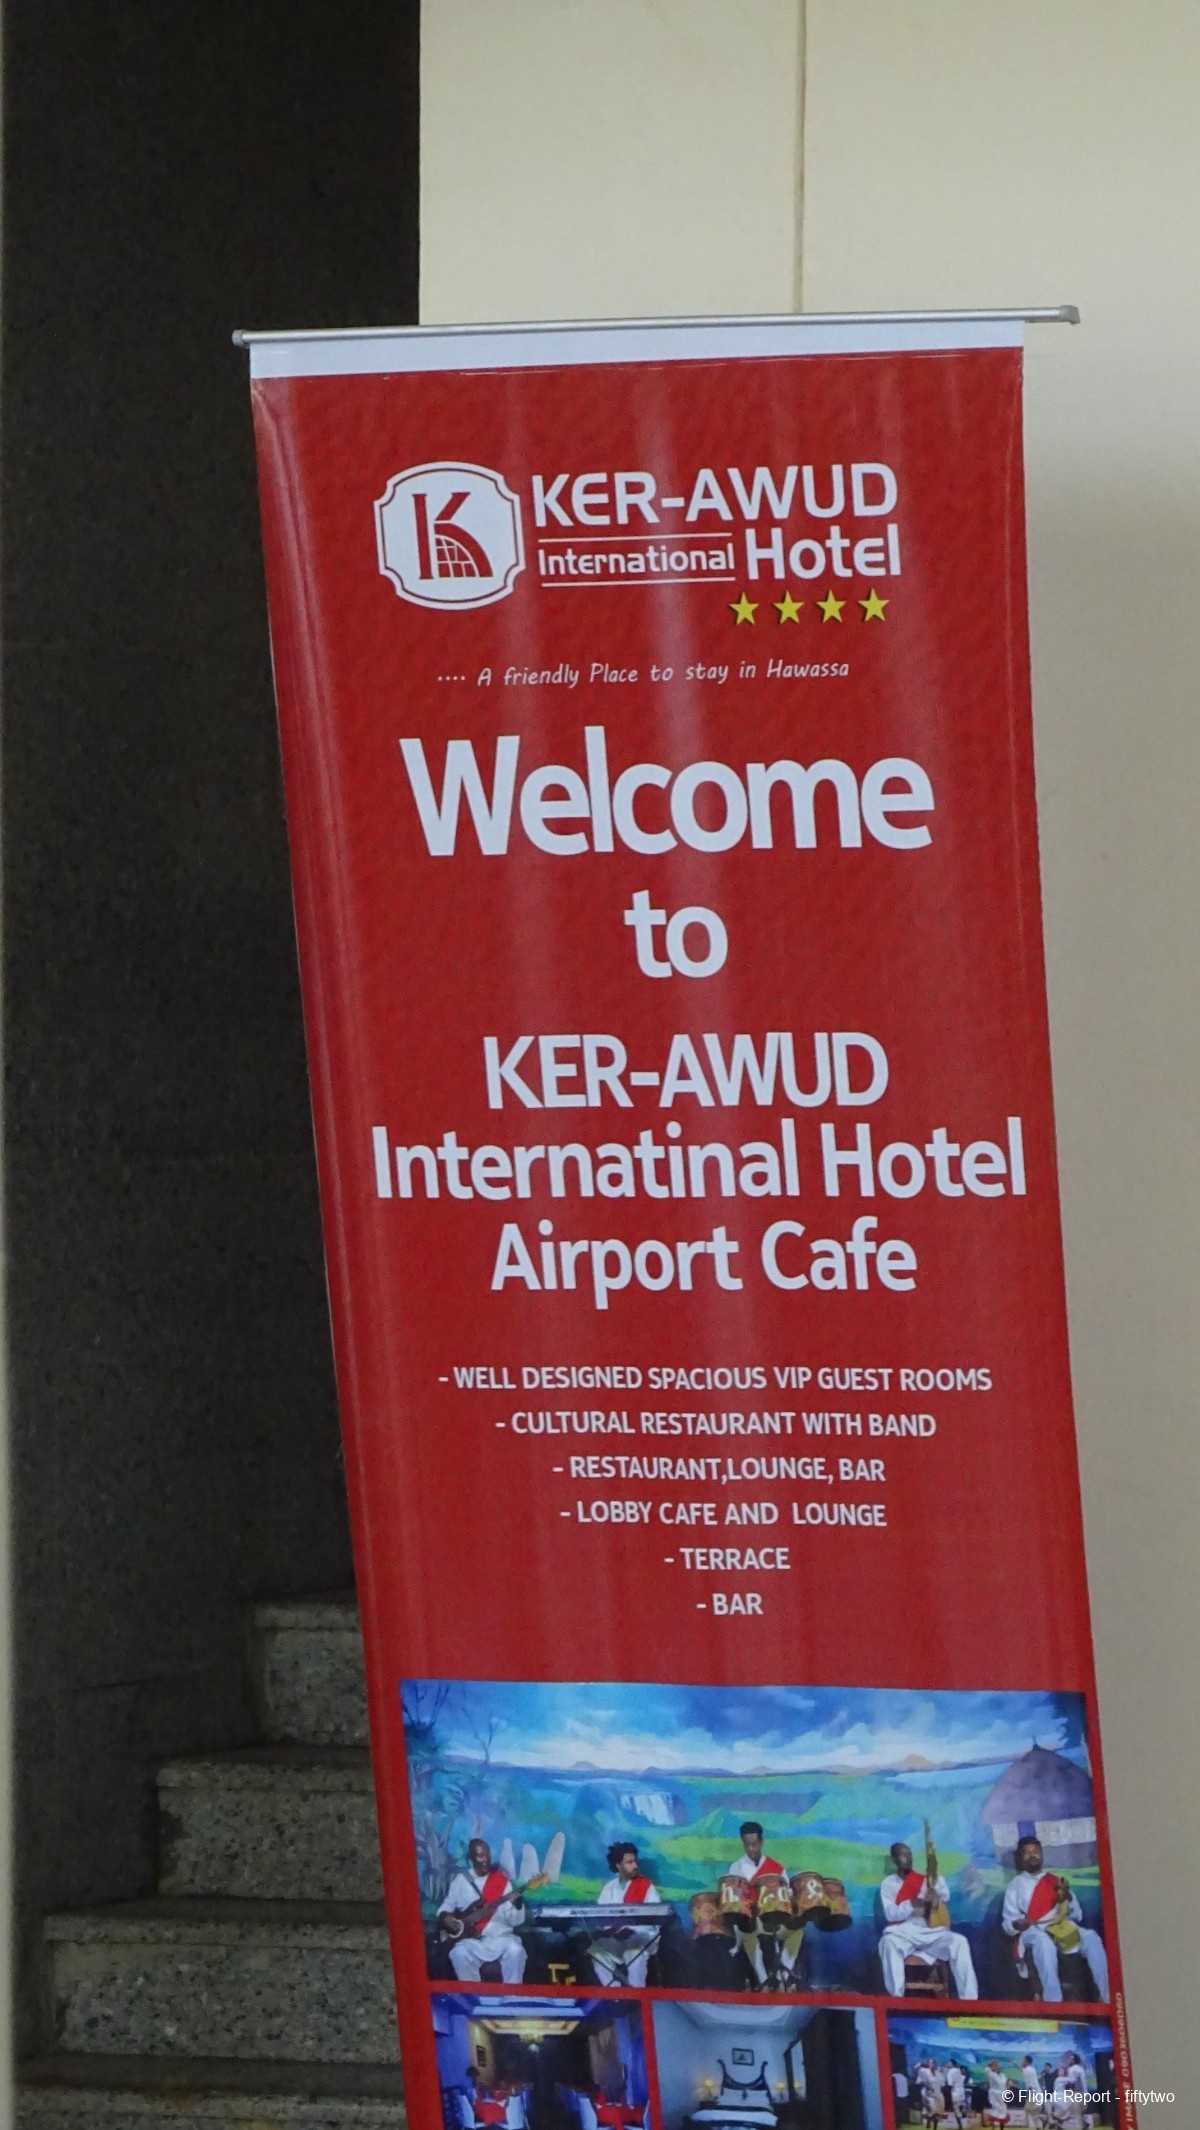 K
KER-AWUD
International Hotel
.... A friendly Place to stay in Hawassa
Welcome
to
KER-AWUD
Internatinal Hotel
Airport Cafe
- WELL DESIGNED SPACIOUS VIP GUEST ROOMS
- CULTURAL RESTAURANT WITH BAND
- RESTAURANT,LOUNGE, BAR
- LOBBY CAFE AND LOUNGE
- TERRACE
- BAR
© Flight-Report - fiftytwo